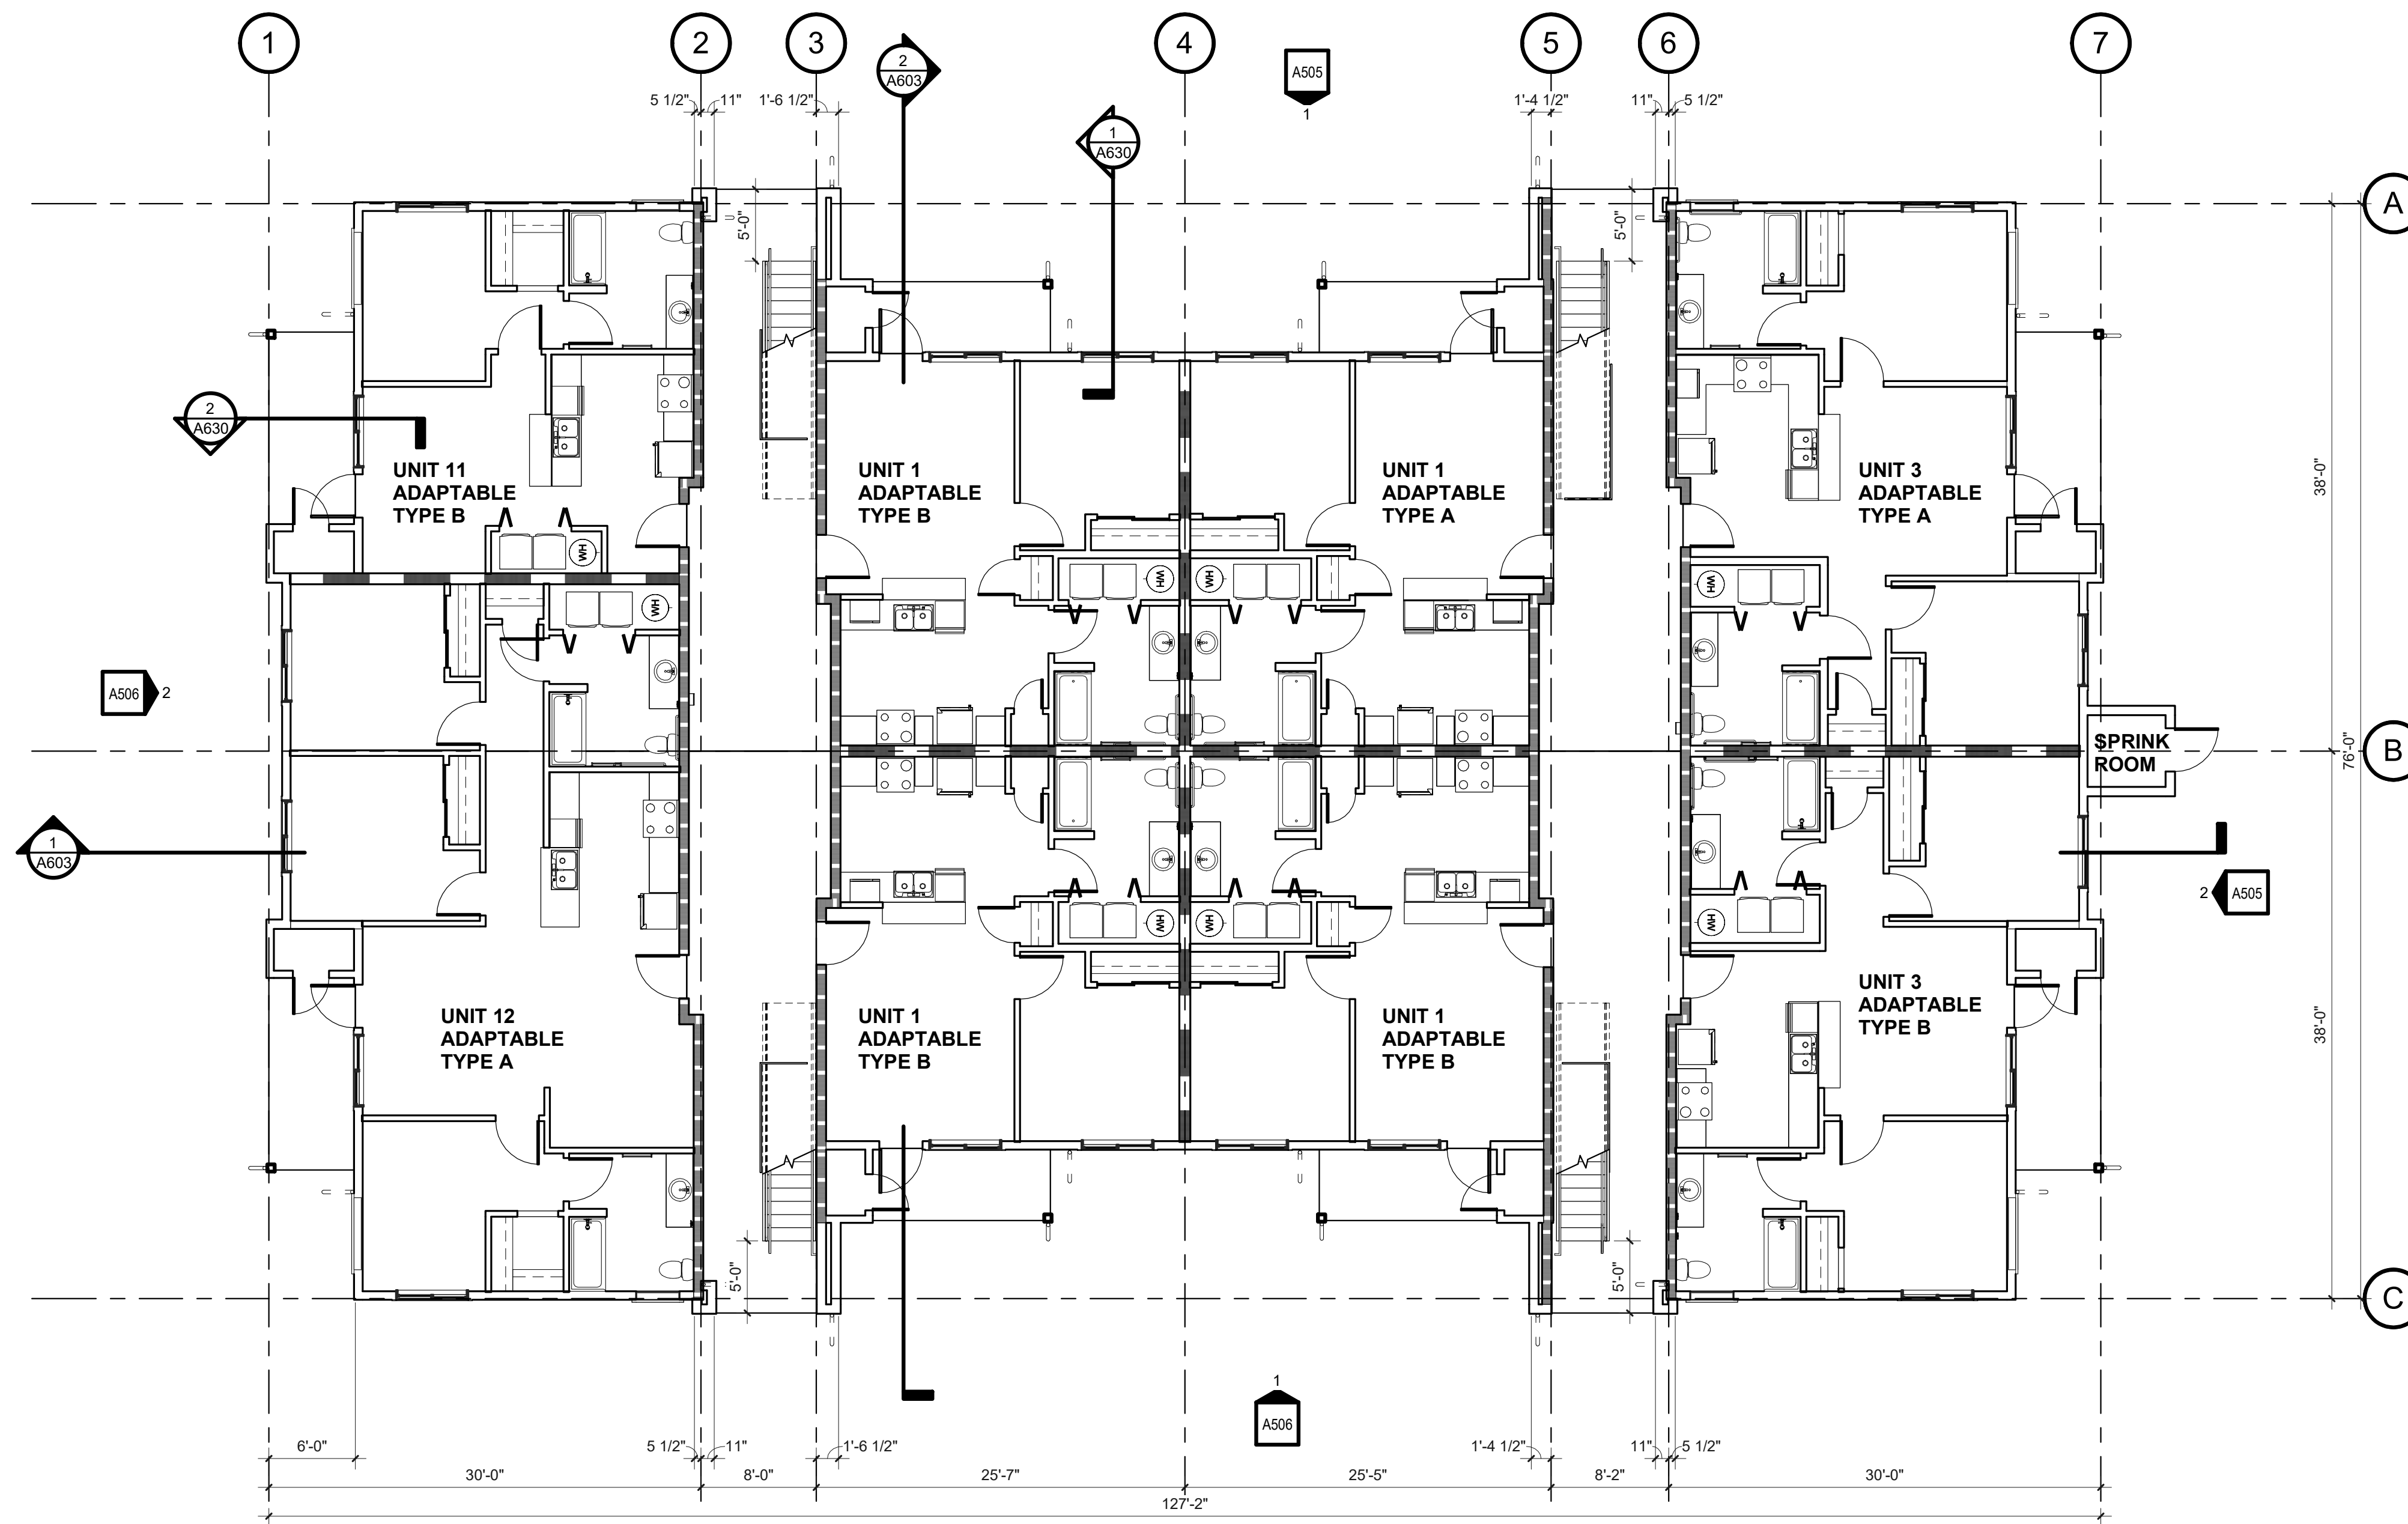 1 2 3 4 5 6 7
2
A603
1
A630
A505
1
5 1/2" 11" 1'-6 1/2" 1'-4 1/2" 11" 5 1/2"
A
5'-0" 5'-0"
2
A630
UNIT 11
ADAPTABLE
TYPE B
UNIT 1
ADAPTABLE
TYPE B
UNIT 1
ADAPTABLE
TYPE A
UNIT 3
ADAPTABLE
TYPE A
38'-0"
WH
WH WH
WH
WH
A506 2
SPRINK
ROOM
B
76'-0"
1
A603
2 A505
WH WH
WH
UNIT 12
ADAPTABLE
TYPE A
UNIT 1
ADAPTABLE
TYPE B
UNIT 1
ADAPTABLE
TYPE B
UNIT 3
ADAPTABLE
TYPE B
38'-0"
5'-0" 5'-0"
C
1
A506
6'-0" 5 1/2" 11" 1'-6 1/2" 1'-4 1/2" 11" 5 1/2"
30'-0" 8'-0" 25'-7" 25'-5" 8'-2" 30'-0"
127'-2"